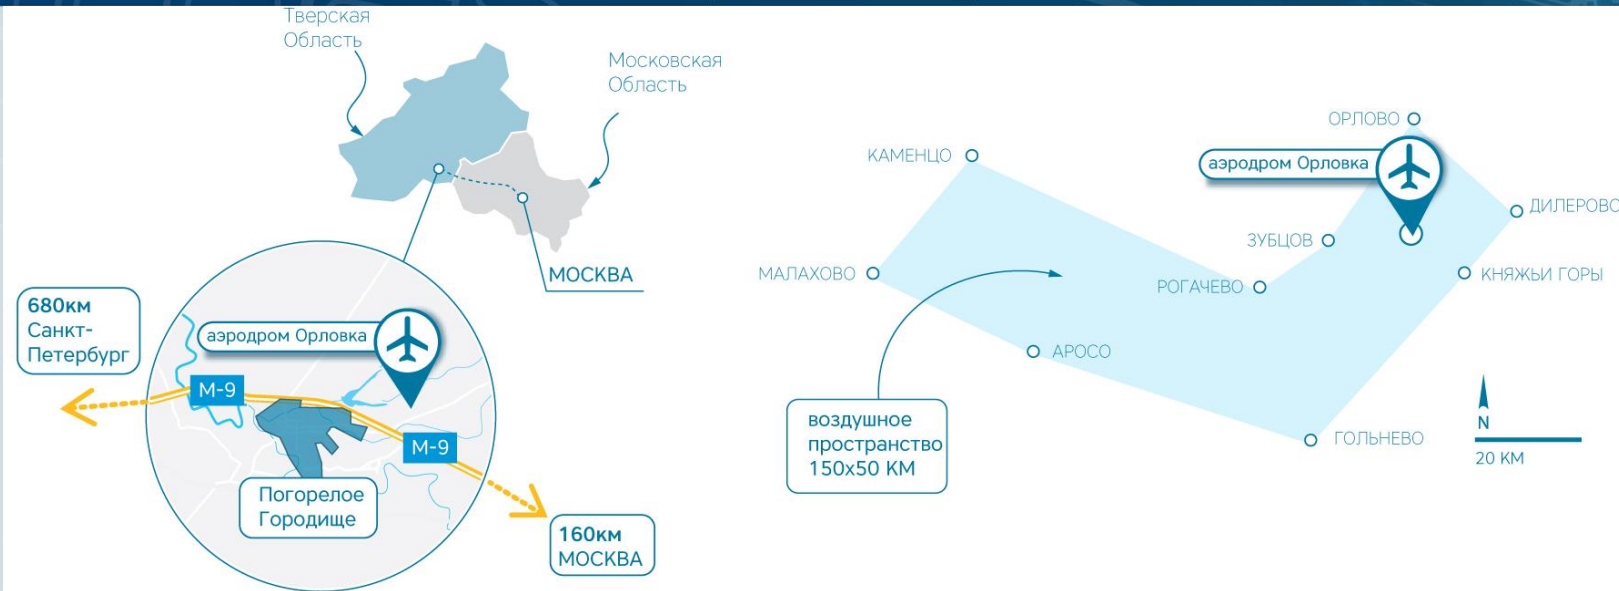 Тверская
Область
Московская
Область
МОСКВА
680км
Санкт-
Петербург
аэродром Орловка
М-9
М-9
Погорелое
Городище
160км
МОСКВА
ОРЛОВО
КАМЕНЦО
аэродром Орловка
ДИЛЕРОВО
ЗУБЦОВ
МАЛАХОВО
РОГАЧЕВО
КНЯЖЬИ ГОРЫ
АРОСО
воздушное
пространство
150х50 КМ
ГОЛЬНЕВО
N
20 КМ